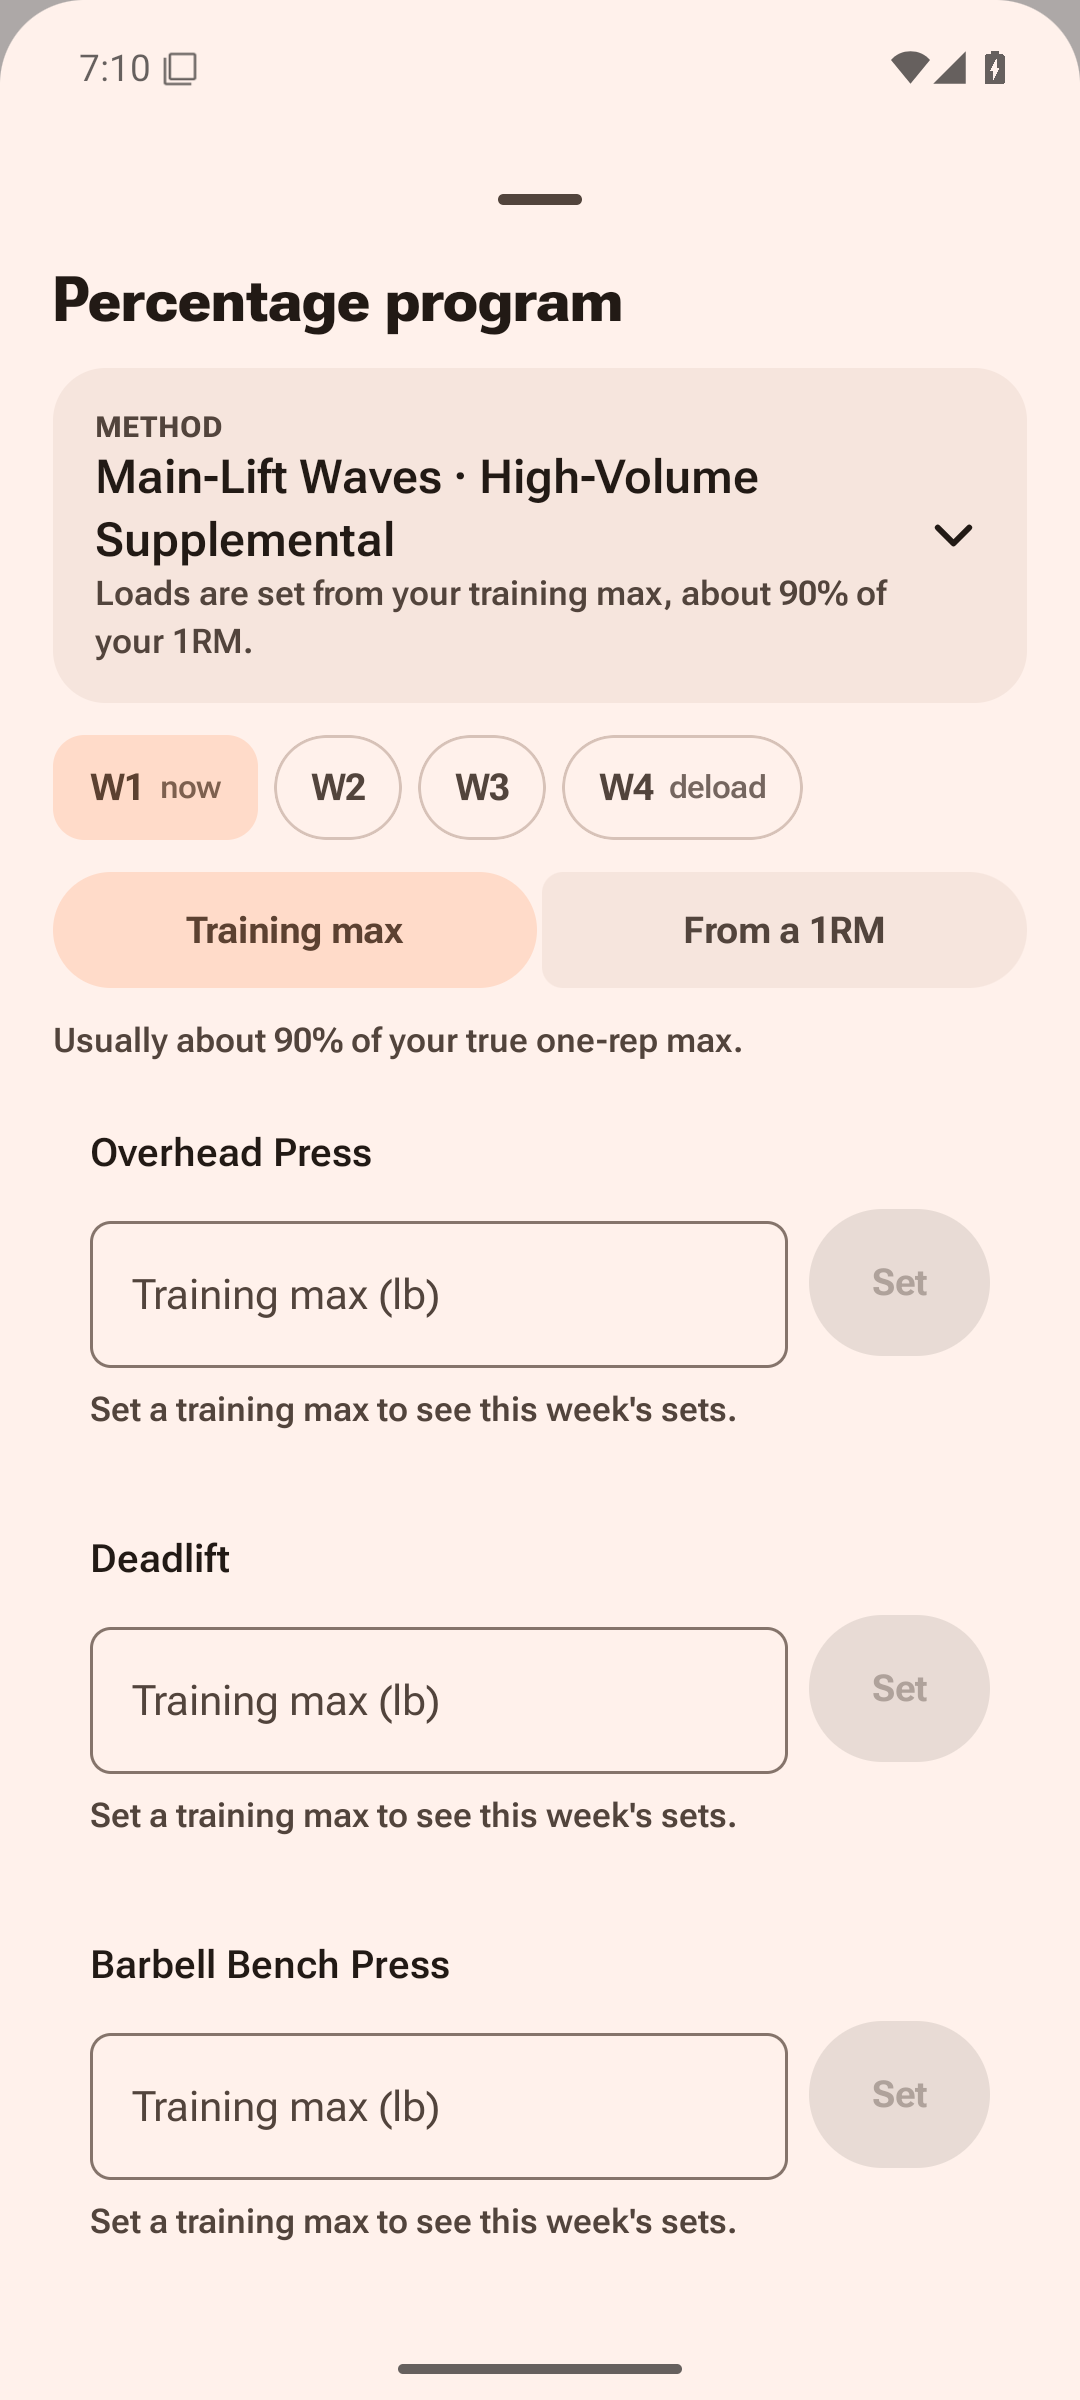 7:10
Percentage program
METHOD
Main-Lift Waves · High-Volume
Supplemental
Loads are set from your training max, about 90% of
your 1RM.
W1 now
W2
W3
W4 deload
Training max
From a 1RM
Usually about 90% of your true one-rep max.
Overhead Press
Training max (lb)
Set
Set a training max to see this week's sets.
Deadlift
Training max (lb)
Set
Set a training max to see this week's sets.
Barbell Bench Press
Training max (lb)
Set
Set a training max to see this week's sets.